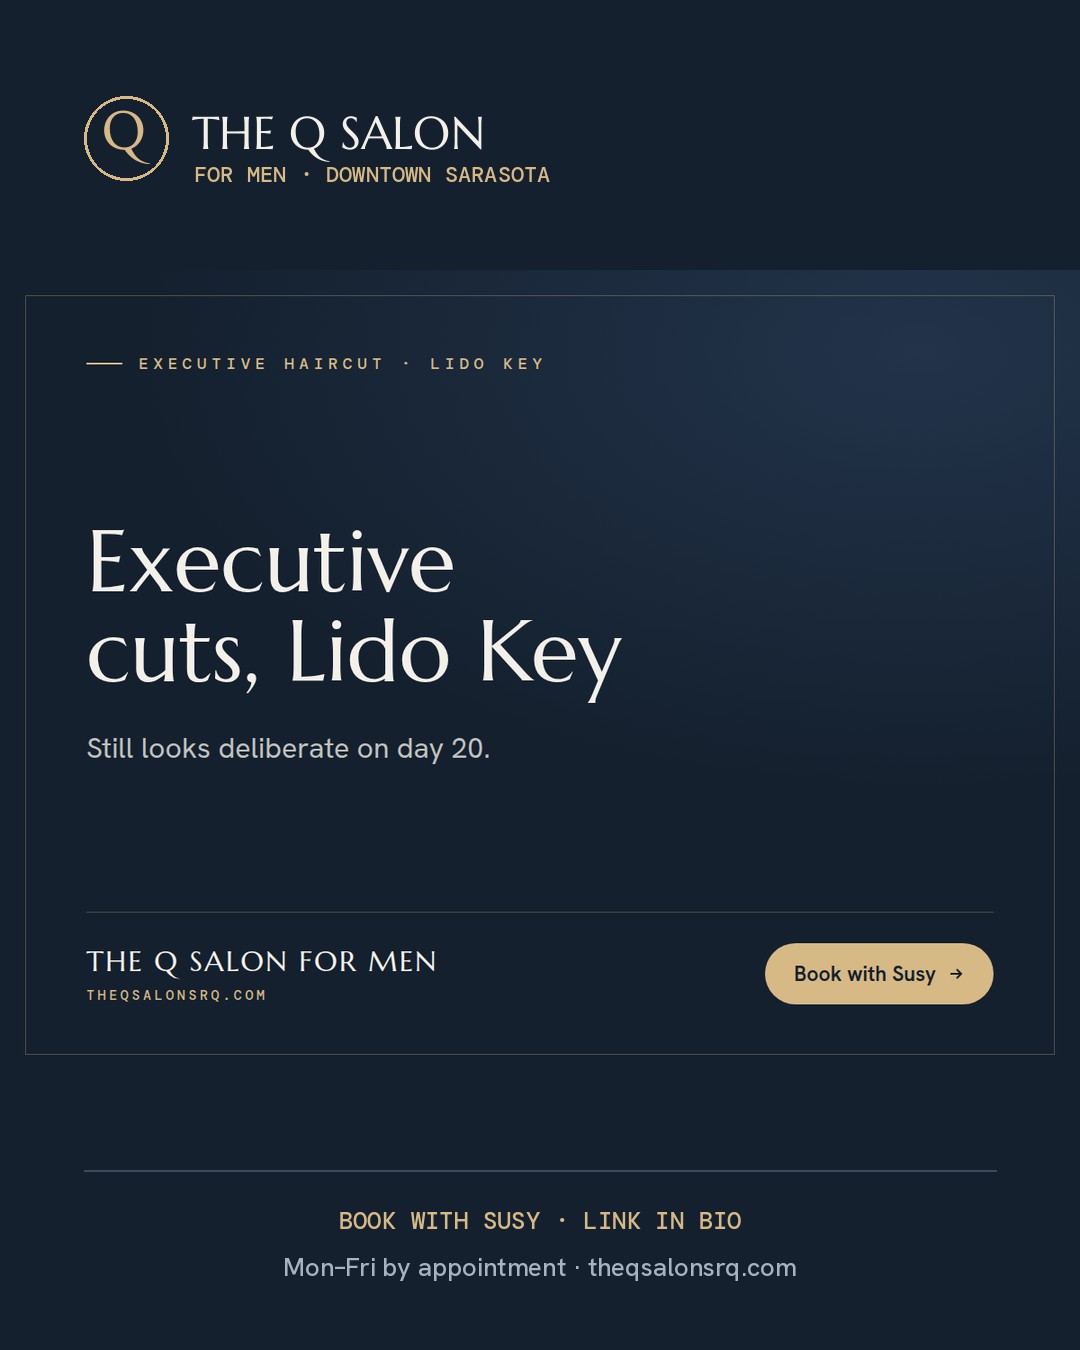 Q
THE Q SALON
FOR MEN · DOWNTOWN SARASOTA
EXECUTIVE HAIRCUT · LIDO KEY
Executive
cuts, Lido Key
Still looks deliberate on day 20.
THE Q SALON FOR MEN
THEQSALONSRQ.COM
Book with Susy →
BOOK WITH SUSY · LINK IN BIO
Mon–Fri by appointment · theqsalonsrq.com